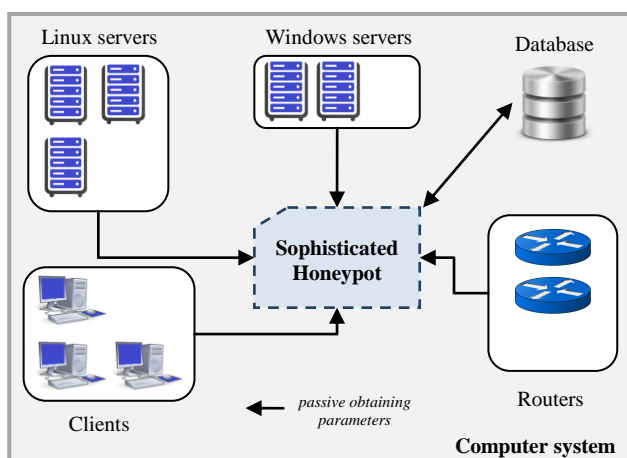 Linux servers
Windows servers
Database
Sophisticated
Honeypot
Clients
passive obtaining
parameters
Routers
Computer system